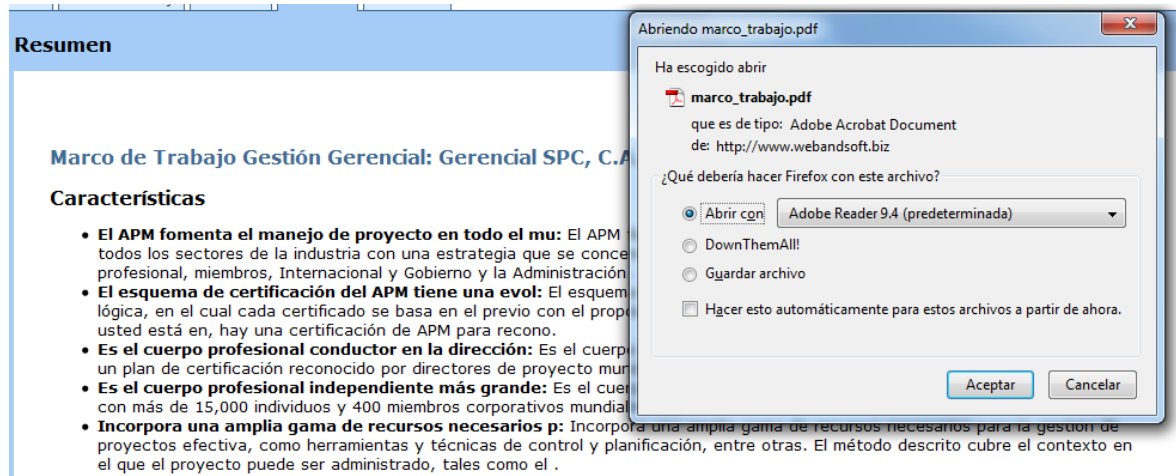 Resumen
Marco de Trabajo Gestión Gerencial: Gerencial SPC, C.A
Características
• El APM fomenta el manejo de proyecto en todo el mu: El APM
todos los sectores de la industria con una estrategia que se conce
profesional, miembros, Internacional y Gobierno y la Administración
• El esquema de certificación del APM tiene una evol: El esquem
lógica, en el cual cada certificado se basa en el previo con el prop
usted está en, hay una certificación de APM para recono.
• Es el cuerpo profesional conductor en la dirección: Es el cuerp
un plan de certificación reconocido por directores de proyecto mun
• Es el cuerpo profesional independiente más grande: Es el cuer
con más de 15,000 individuos y 400 miembros corporativos mundial
• Incorpora una amplia gama de recursos necesarios p: Incorpora una amplia gama de recursos necesarios para la gestión de
proyectos efectiva, como herramientas y técnicas de control y planificación, entre otras. El método descrito cubre el contexto en
el que el proyecto puede ser administrado, tales como el .
Abriendo marco_trabajo.pdf
Ha escogido abrir
marco_trabajo.pdf
que es de tipo: Adobe Acrobat Document
de: http://www.webandsoft.biz
¿Qué debería hacer Firefox con este archivo?
Abrir con Adobe Reader 9.4 (predeterminada)
DownThemAll!
Guardar archivo
Hacer esto automáticamente para estos archivos a partir de ahora.
Aceptar Cancelar